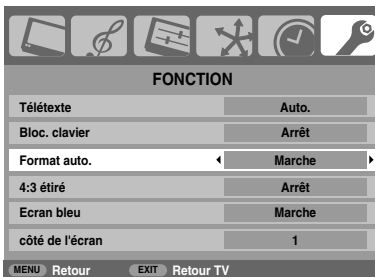 FONCTION
Télétexte Auto.
Bloc. clavier Arrêt
Format auto. Marche
4:3 étiré Arrêt
Ecran bleu Marche
côté de l'écran 1
MENU Retour EXIT Retour TV